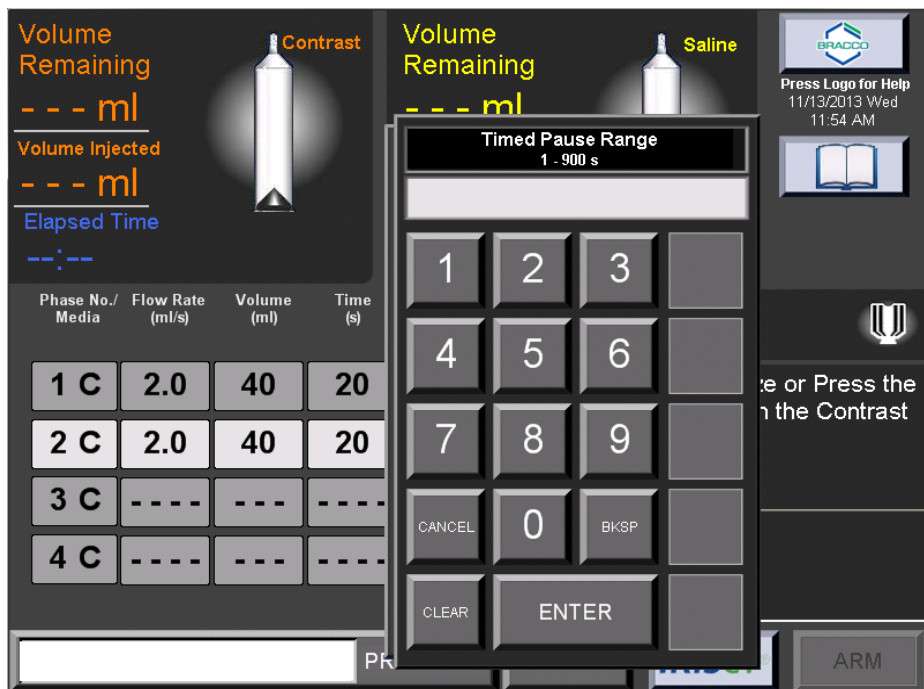 Volume
Remaining
- - - ml
Volume Injected
- - - ml
Elapsed Time
--:--
Contrast
Volume
Remaining
- - - ml
Saline
BRACCO
Press Logo for Help
11/13/2013 Wed
11:54 AM
Timed Pause Range
1 - 900 s
1 2 3
4 5 6
7 8 9
CANCEL 0 BKSP
CLEAR ENTER
Phase No./ Flow Rate Volume Time
Media (ml/s) (ml) (s)
1 C 2.0 40 20
2 C 2.0 40 20
3 C - - - - - - - - - - -
4 C - - - - - - - - - - -
or Press the
the Contrast
PR
ARM